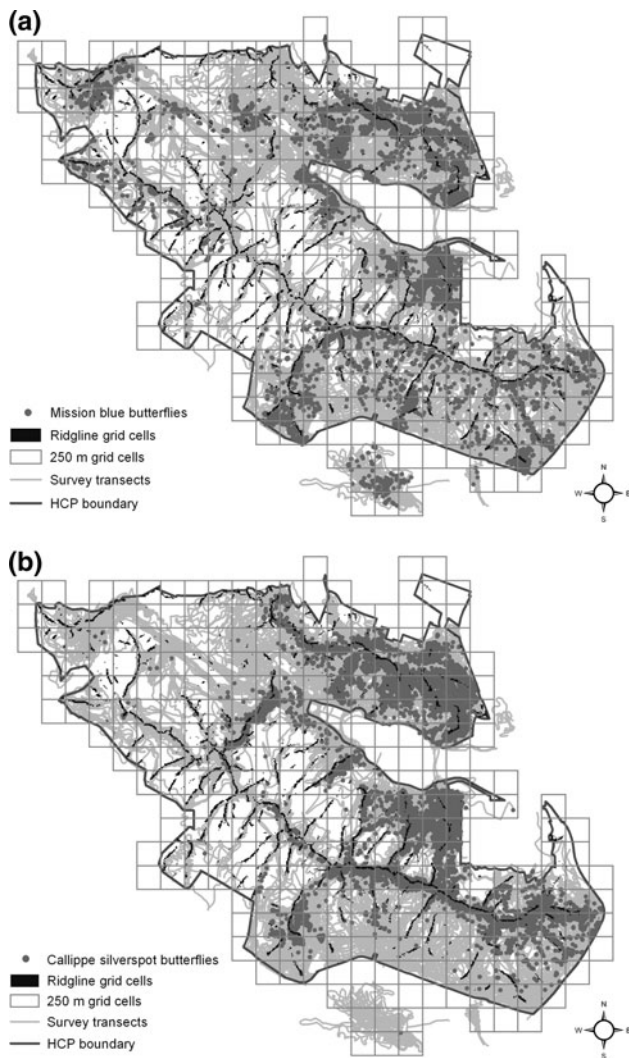 (a)
Mission blue butterflies
Ridgline grid cells
250 m grid cells
Survey transects
HCP boundary
N
W E
S
(b)
Callippe silverspot butterflies
Ridgline grid cells
250 m grid cells
Survey transects
HCP boundary
N
W E
S